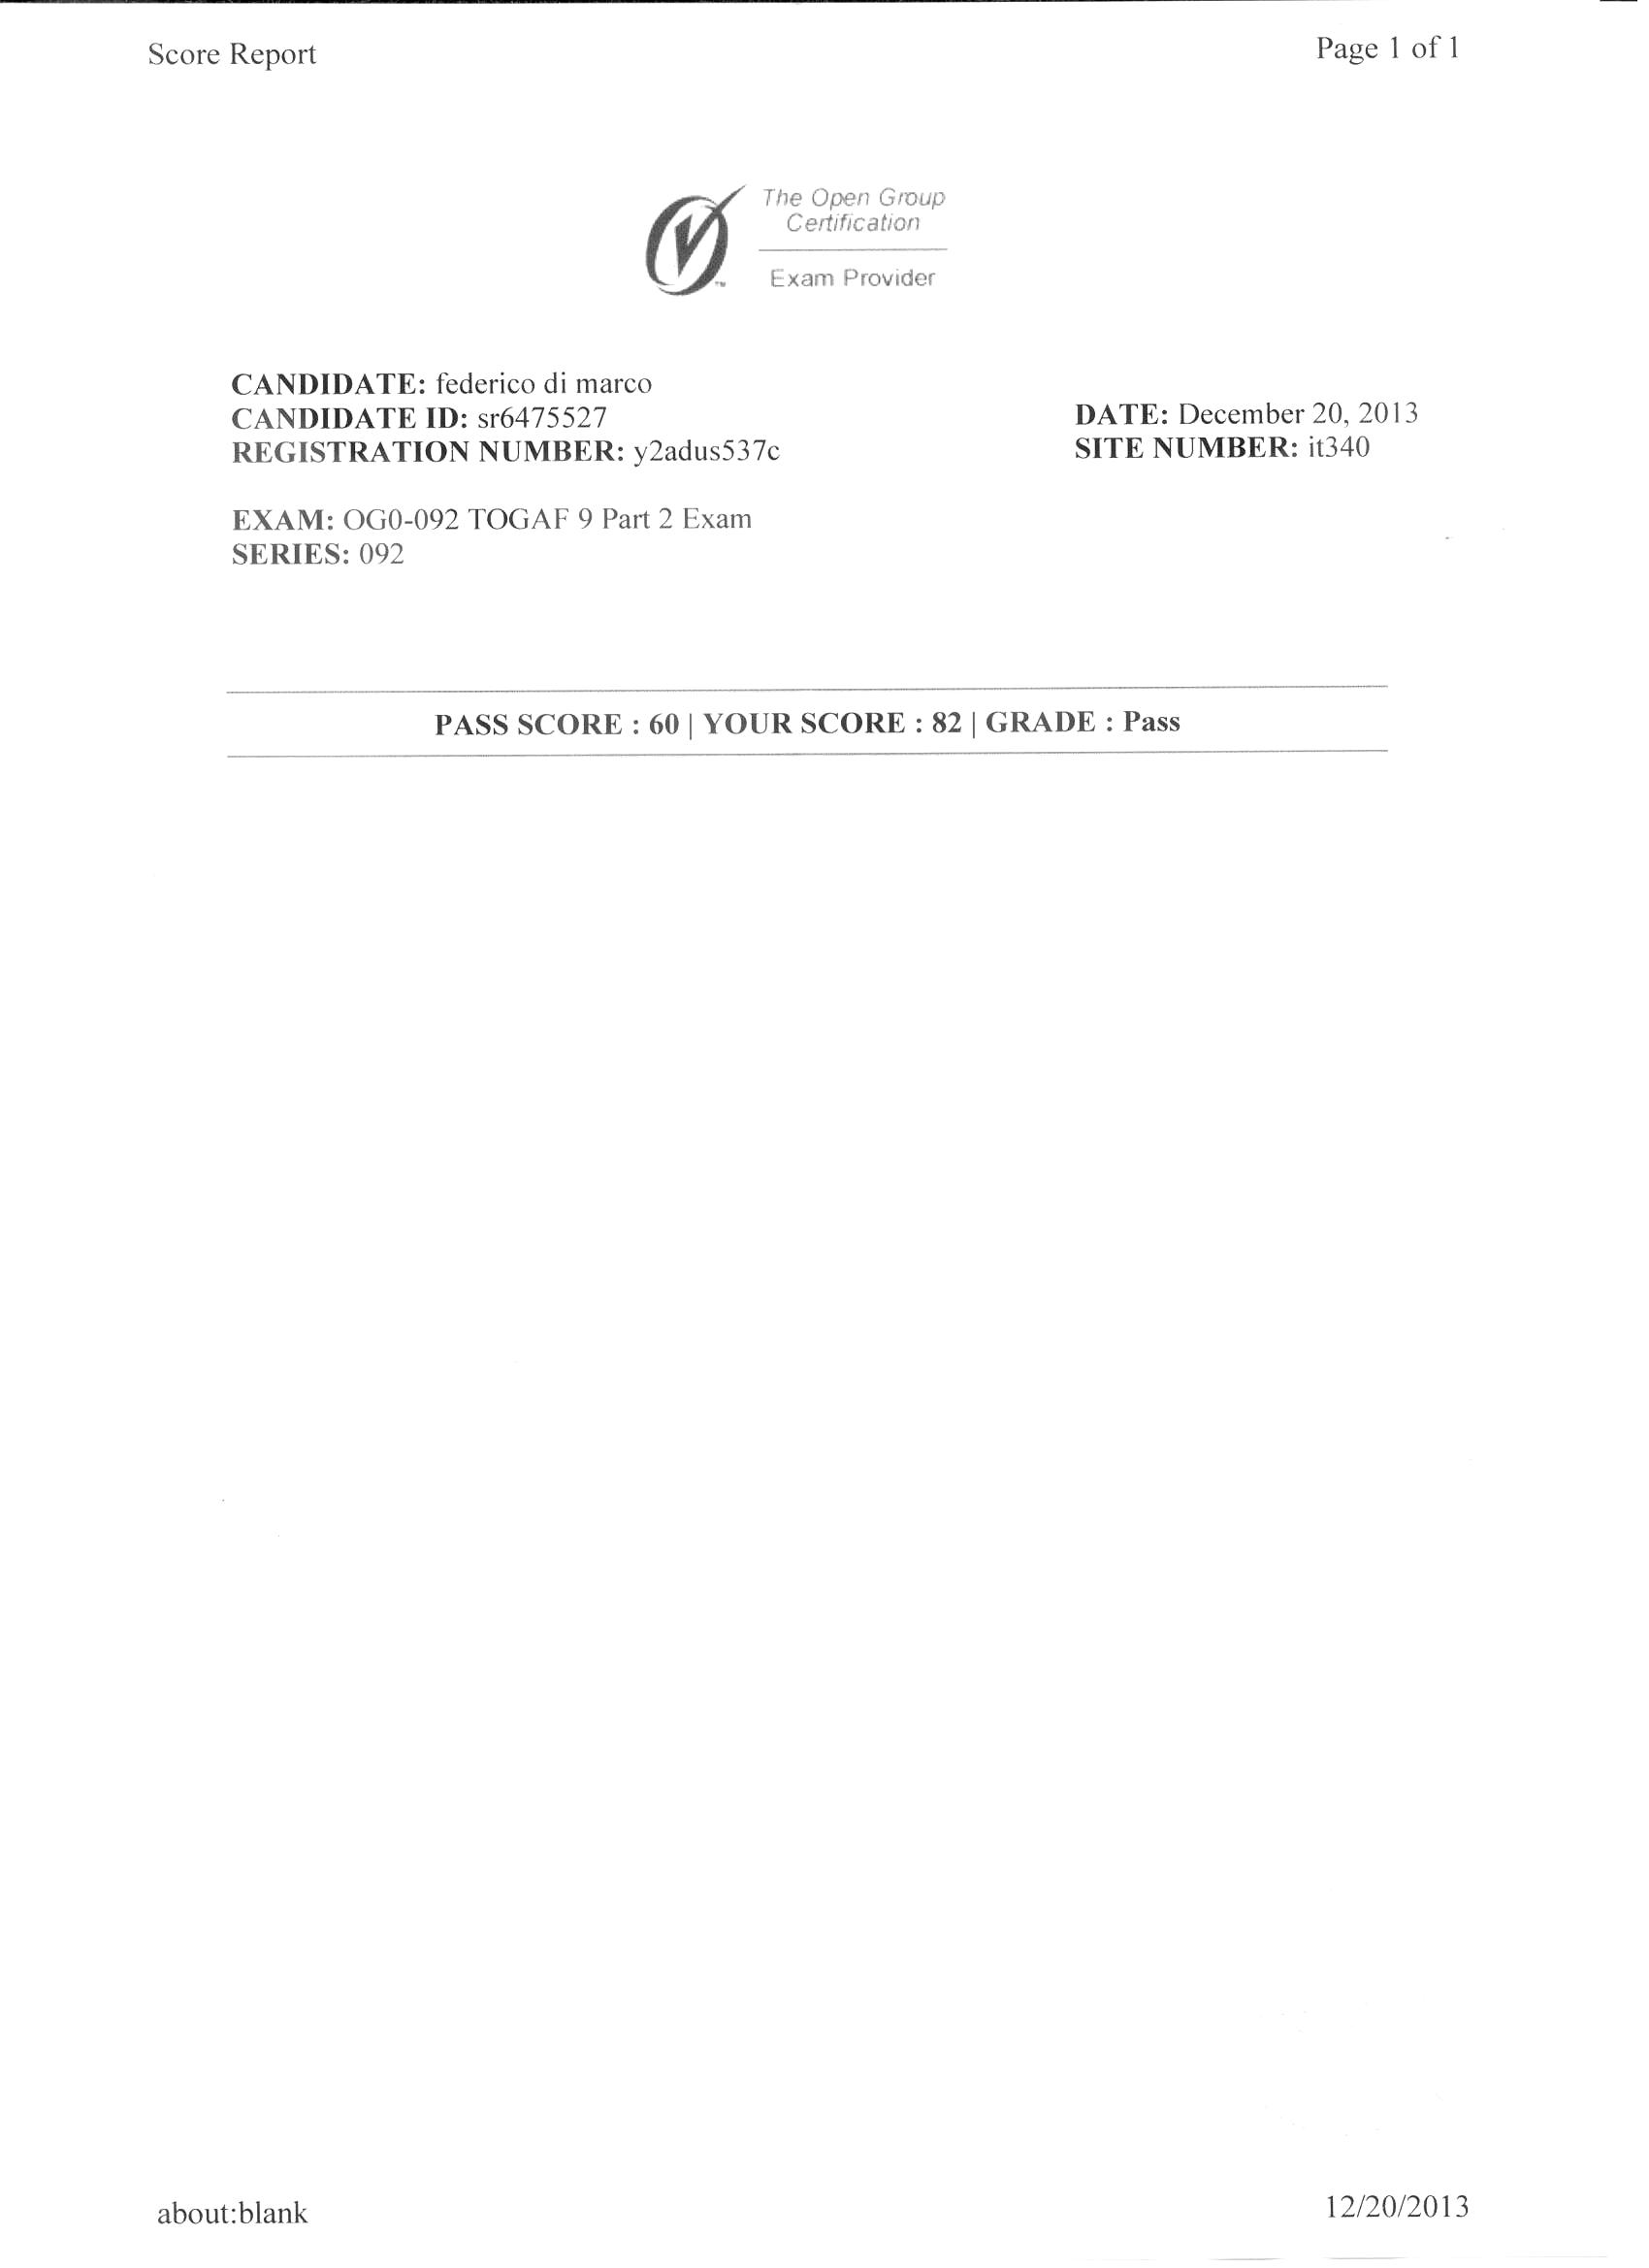 Score Report
Page 1 of 1
The Open Group
Certification
Exam Provider
CANDIDATE: federico di marco
CANDIDATE ID: sr6475527
REGISTRATION NUMBER: y2adus537c
DATE: December 20, 2013
SITE NUMBER: it340
EXAM: OG0-092 TOGAF 9 Part 2 Exam
SERIES: 092
PASS SCORE : 60 | YOUR SCORE : 82 | GRADE : Pass
about:blank
12/20/2013